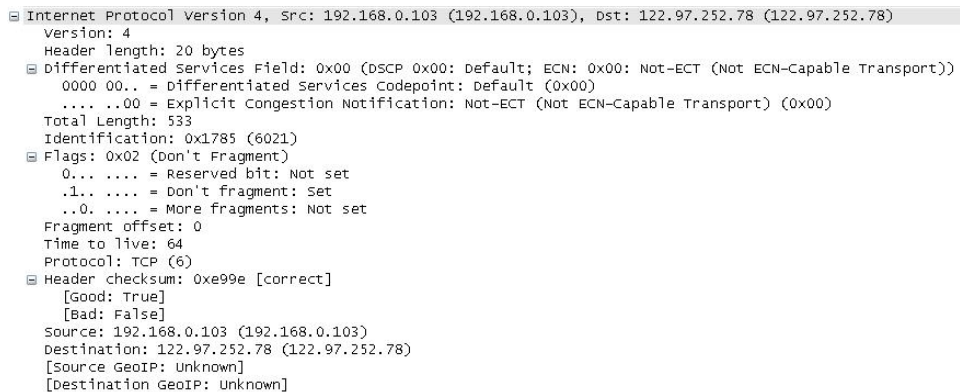 Internet Protocol Version 4, Src: 192.168.0.103 (192.168.0.103), Dst: 122.97.252.78 (122.97.252.78)
Version: 4
Header length: 20 bytes
Differentiated Services Field: 0x00 (DSCP 0x00: Default; ECN: 0x00: Not-ECT (Not ECN-Capable Transport))
0000 00.. = Differentiated Services Codepoint: Default (0x00)
.... ..00 = Explicit Congestion Notification: Not-ECT (Not ECN-Capable Transport) (0x00)
Total Length: 533
Identification: 0x1785 (6021)
Flags: 0x02 (Don't Fragment)
0... .... = Reserved bit: Not set
.1.. .... = Don't fragment: Set
..0. .... = More fragments: Not set
Fragment offset: 0
Time to live: 64
Protocol: TCP (6)
Header checksum: 0xe99e [correct]
[Good: True]
[Bad: False]
Source: 192.168.0.103 (192.168.0.103)
Destination: 122.97.252.78 (122.97.252.78)
[Source GeoIP: Unknown]
[Destination GeoIP: Unknown]